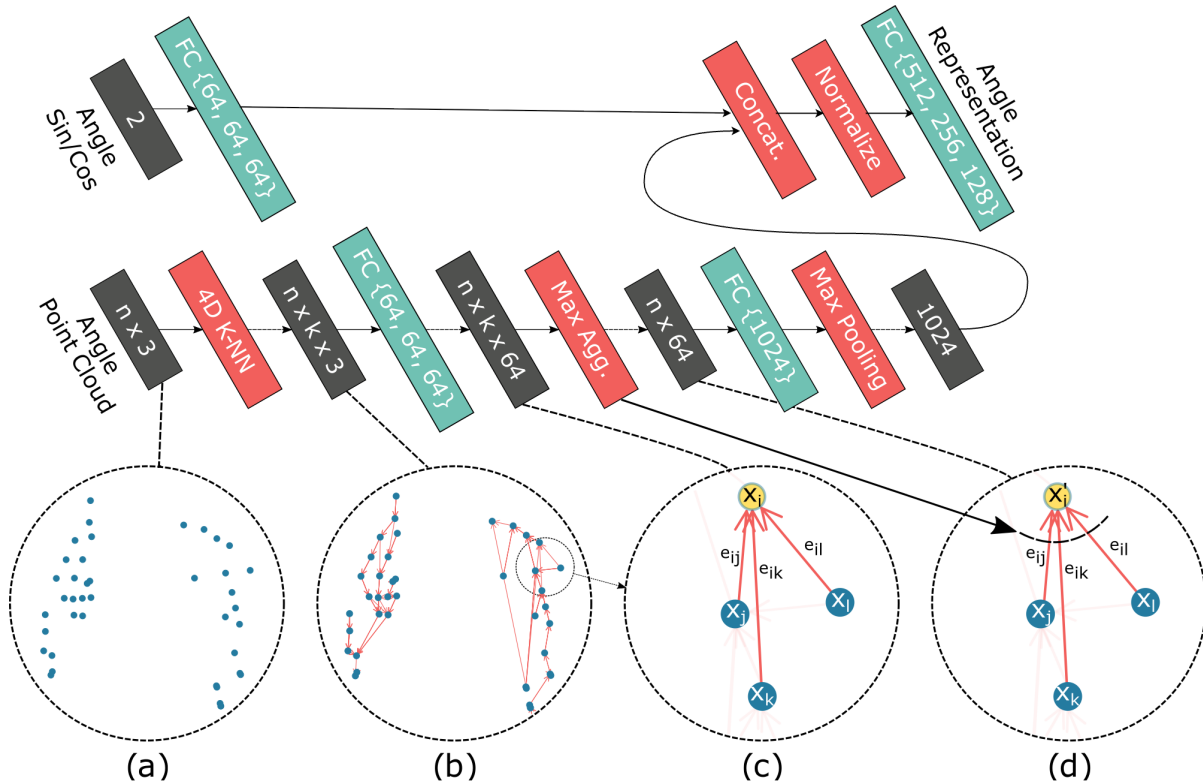 Angle
Sin/Cos
2
FC {64, 64, 64}
Concat.
Normalize
FC {512, 256, 128}
Angle
Representation
Angle
Point Cloud
n x 3
4D K-NN
n x k x 3
FC {64, 64, 64}
n x k x 64
Max Agg.
n x 64
FC {1024}
Max Pooling
1024
xi
eij
eik
eil
xj
xl
xk
x'i
eij
eik
eil
xj
xl
xk
(a)
(b)
(c)
(d)